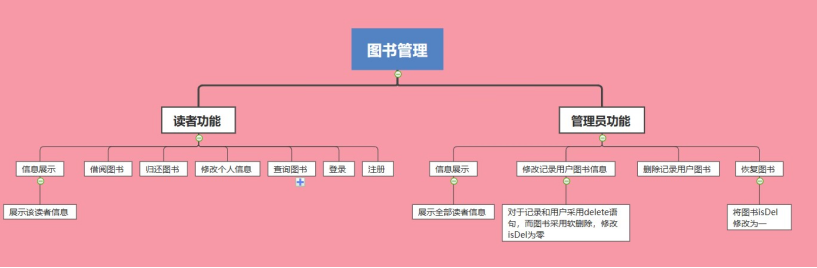 图书管理
读者功能
管理员功能
信息展示
借阅图书
归还图书
修改个人信息
查询图书
登录
注册
信息展示
修改记录用户图书信息
删除记录用户图书
恢复图书
展示该读者信息
展示全部读者信息
对于记录和用户采用delete语
句，而图书采用软删除，修改
isDel为零
将图书isDel
修改为一